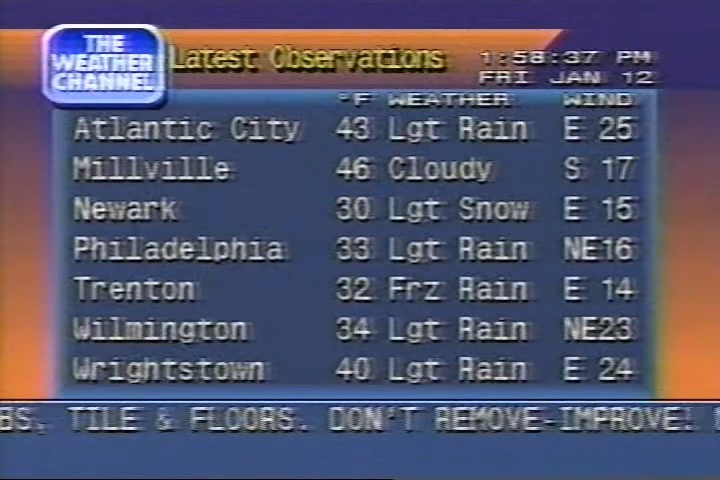 THE
WEATHER
CHANNEL
Latest Observations
1:58:37 PM
FRI JAN 12
°F WEATHER WIND
Atlantic City 43 Lgt Rain E 25
Millville 46 Cloudy S 17
Newark 30 Lgt Snow E 15
Philadelphia 33 Lgt Rain NE16
Trenton 32 Frz Rain E 14
Wilmington 34 Lgt Rain NE23
Wrightstown 40 Lgt Rain E 24
BS, TILE & FLOORS. DON'T REMOVE-IMPROVE!